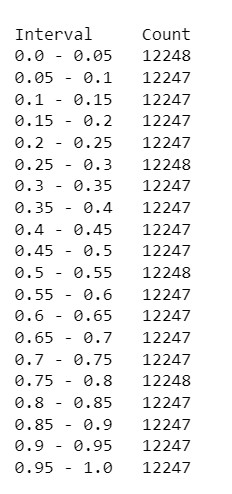 Interval Count
0.0 - 0.05 12248
0.05 - 0.1 12247
0.1 - 0.15 12247
0.15 - 0.2 12247
0.2 - 0.25 12247
0.25 - 0.3 12248
0.3 - 0.35 12247
0.35 - 0.4 12247
0.4 - 0.45 12247
0.45 - 0.5 12247
0.5 - 0.55 12248
0.55 - 0.6 12247
0.6 - 0.65 12247
0.65 - 0.7 12247
0.7 - 0.75 12247
0.75 - 0.8 12248
0.8 - 0.85 12247
0.85 - 0.9 12247
0.9 - 0.95 12247
0.95 - 1.0 12247